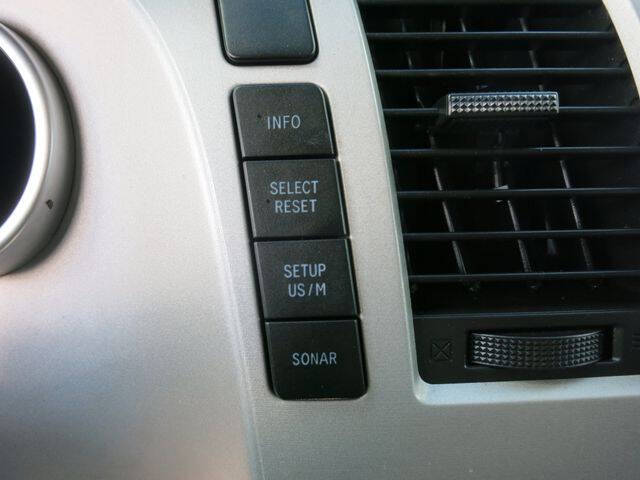 INFO
SELECT
RESET
SETUP
US/M
SONAR